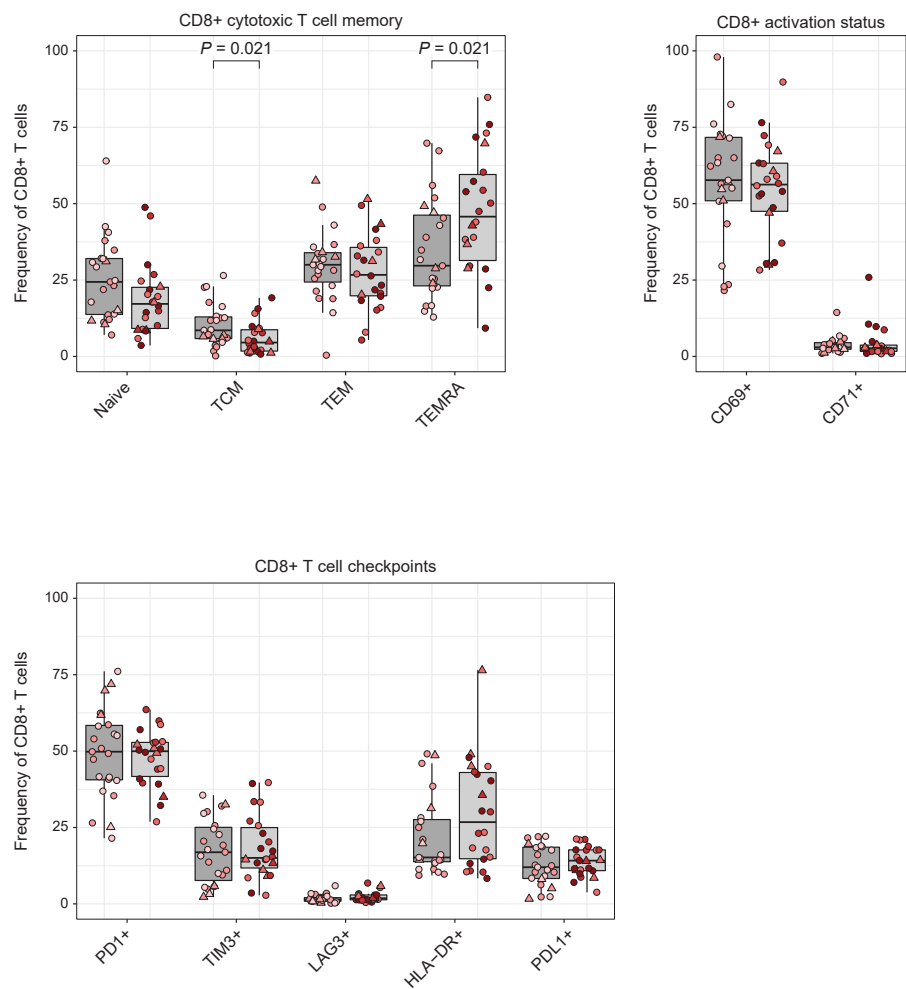 CD8+ cytotoxic T cell memory
P = 0.021
P = 0.021
Frequency of CD8+ T cells
100
75
50
25
0
Naive
TCM
TEM
TEMRA
CD8+ activation status
Frequency of CD8+ T cells
100
75
50
25
0
CD69+
CD71+
CD8+ T cell checkpoints
Frequency of CD8+ T cells
100
75
50
25
0
PD1+
TIM3+
LAG3+
HLA−DR+
PDL1+